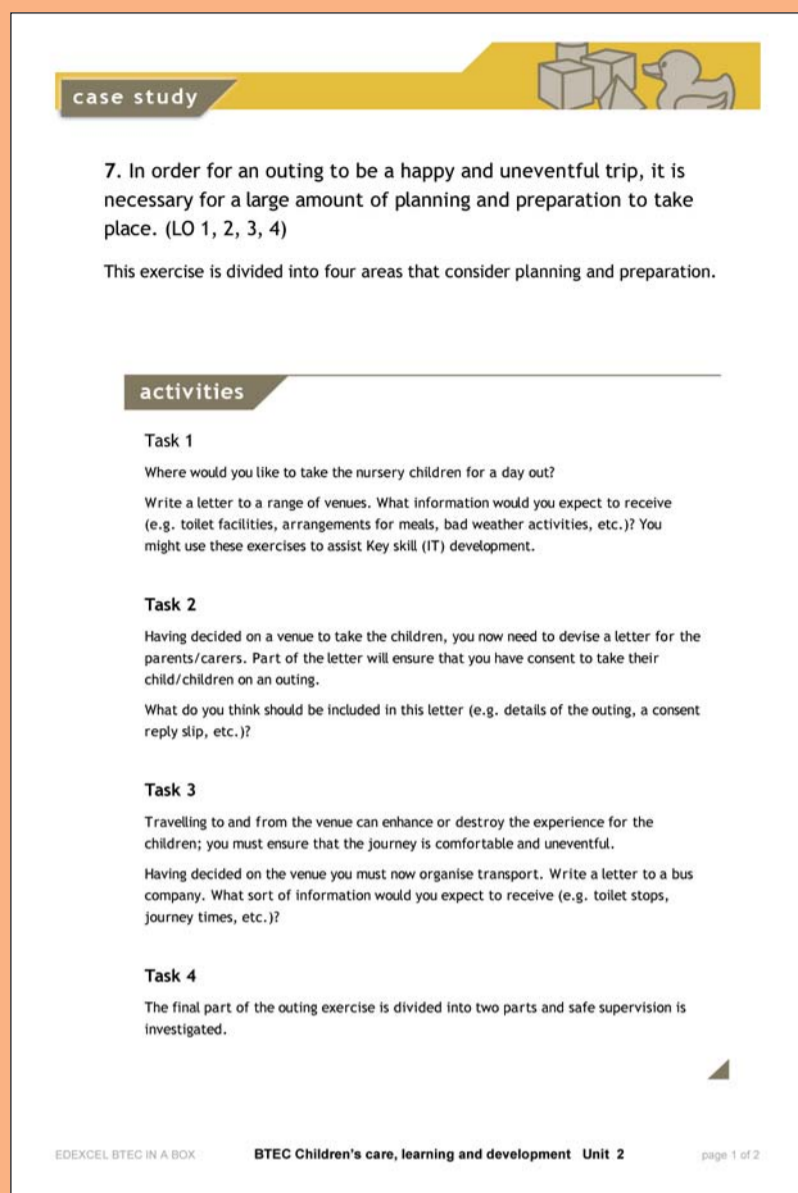 case study
7. In order for an outing to be a happy and uneventful trip, it is
necessary for a large amount of planning and preparation to take
place. (LO 1, 2, 3, 4)
This exercise is divided into four areas that consider planning and preparation.
activities
Task 1
Where would you like to take the nursery children for a day out?
Write a letter to a range of venues. What information would you expect to receive
(e.g. toilet facilities, arrangements for meals, bad weather activities, etc.)? You
might use these exercises to assist Key skill (IT) development.
Task 2
Having decided on a venue to take the children, you now need to devise a letter for the
parents/carers. Part of the letter will ensure that you have consent to take their
child/children on an outing.
What do you think should be included in this letter (e.g. details of the outing, a consent
reply slip, etc.)?
Task 3
Travelling to and from the venue can enhance or destroy the experience for the
children; you must ensure that the journey is comfortable and uneventful.
Having decided on the venue you must now organise transport. Write a letter to a bus
company. What sort of information would you expect to receive (e.g. toilet stops,
journey times, etc.)?
Task 4
The final part of the outing exercise is divided into two parts and safe supervision is
investigated.
EDEXCEL BTEC IN A BOX BTEC Children's care, learning and development Unit 2 page 1 of 2